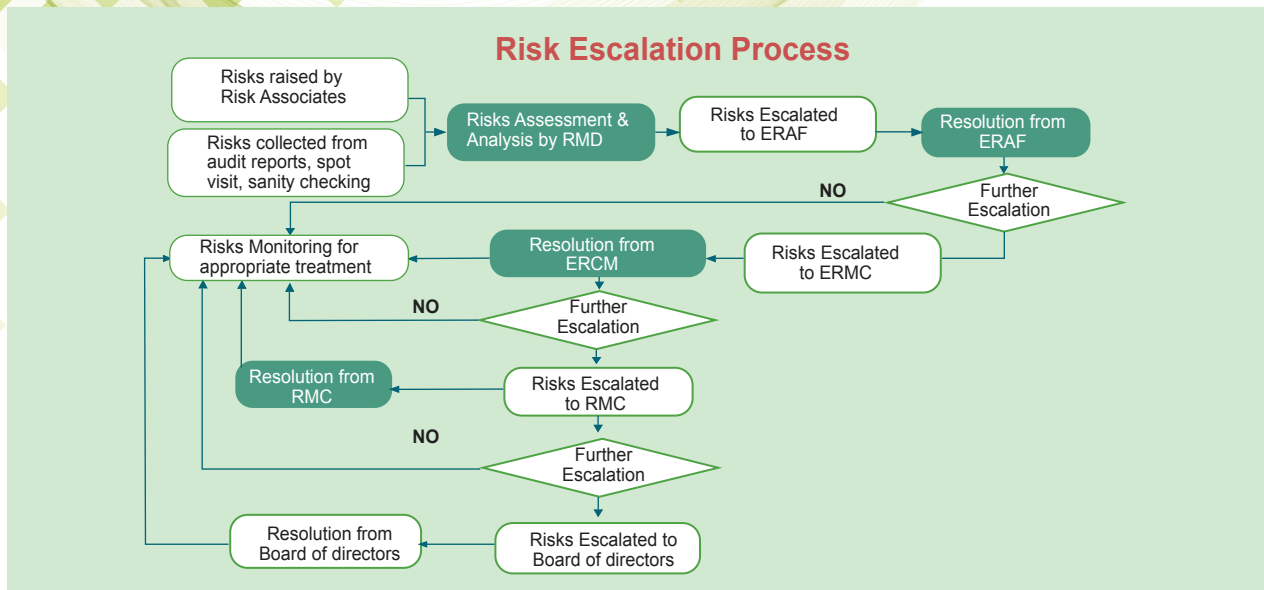 Risk Escalation Process
Risks raised by
Risk Associates
Risks collected from
audit reports, spot
visit, sanity checking
Risks Assessment &
Analysis by RMD
Risks Escalated
to ERAF
Resolution from
ERAF
Further
Escalation
NO
Risks Monitoring for
appropriate treatment
Resolution from
ERCM
Risks Escalated
to ERMC
NO
Further
Escalation
Resolution from
RMC
Risks Escalated
to RMC
NO
Further
Escalation
Resolution from
Board of directors
Risks Escalated to
Board of directors